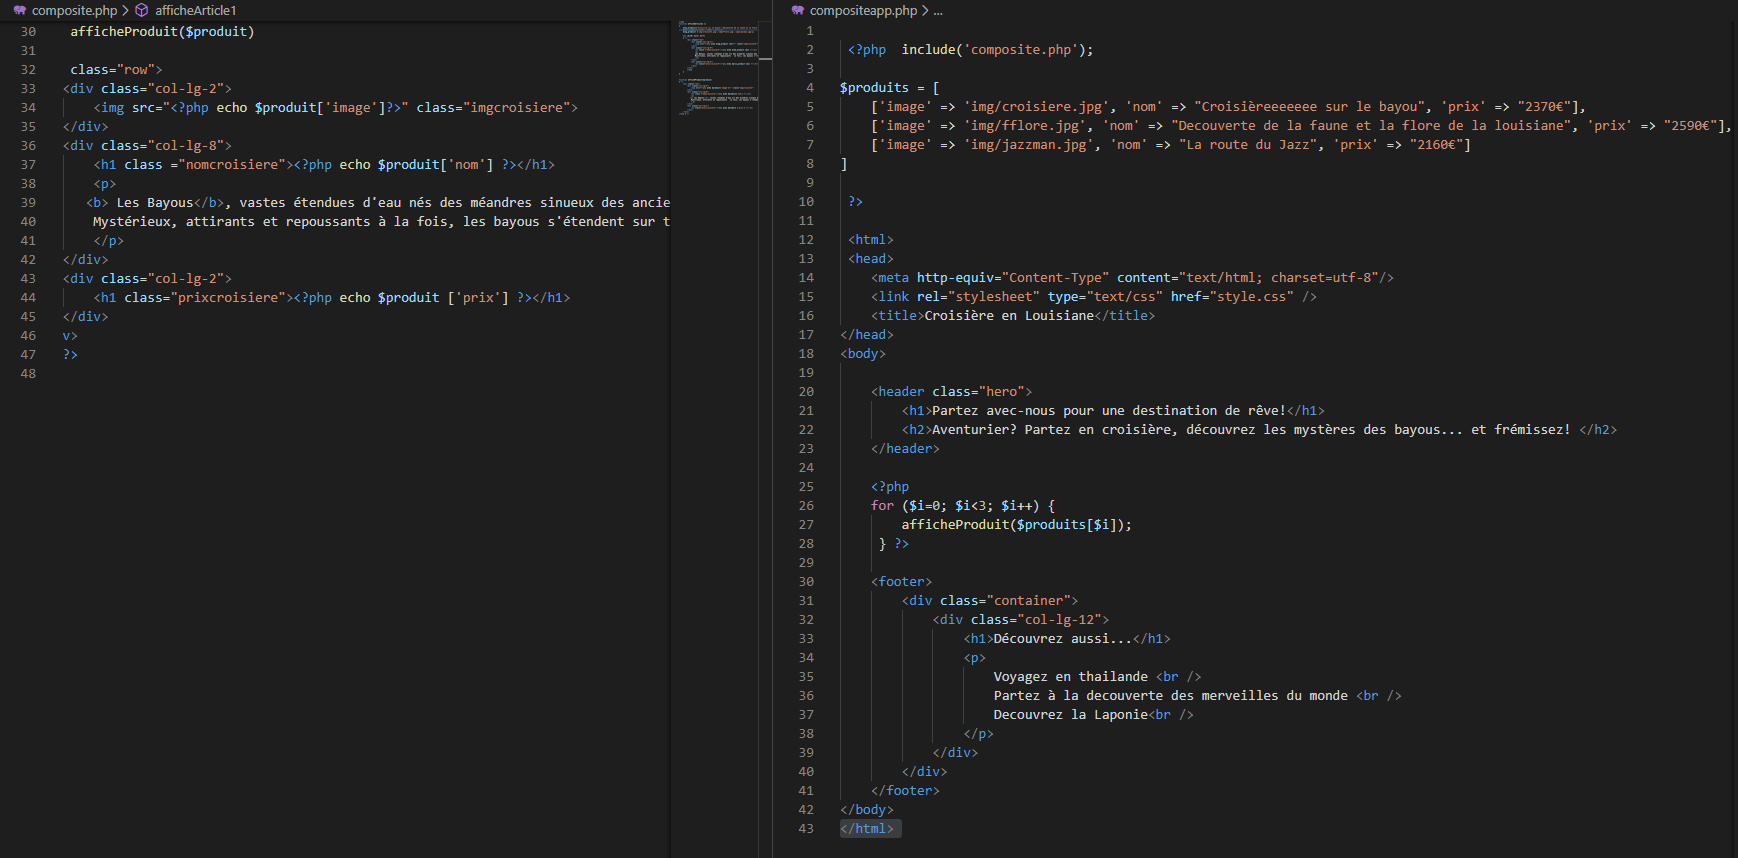 composite.php > afficheArticle1
30 afficheProduit($produit)
31
32 class="row">
33 <div class="col-lg-2">
34 <img src="<?php echo $produit['image']?>" class="imgcroisiere">
35 </div>
36 <div class="col-lg-8">
37 <h1 class ="nomcroisiere"><?php echo $produit['nom'] ?></h1>
38 <p>
39 <b> Les Bayous</b>, vastes étendues d'eau nés des méandres sinueux des ancie
40 Mystérieux, attirants et repoussants à la fois, les bayous s'étendent sur t
41 </p>
42 </div>
43 <div class="col-lg-2">
44 <h1 class="prixcroisiere"><?php echo $produit ['prix'] ?></h1>
45 </div>
46 v>
47 ?>
48
compositeapp.php > ...
1
2 <?php  include('composite.php');
3
4 $produits = [
5 ['image' => 'img/croisiere.jpg', 'nom' => "Croisièreeeeeee sur le bayou", 'prix' => "2370€"],
6 ['image' => 'img/fflore.jpg', 'nom' => "Decouverte de la faune et la flore de la louisiane", 'prix' => "2590€"],
7 ['image' => 'img/jazzman.jpg', 'nom' => "La route du Jazz", 'prix' => "2160€"]
8 ]
9
10 ?>
11
12 <html>
13 <head>
14 <meta http-equiv="Content-Type" content="text/html; charset=utf-8"/>
15 <link rel="stylesheet" type="text/css" href="style.css" />
16 <title>Croisière en Louisiane</title>
17 </head>
18 <body>
19
20 <header class="hero">
21 <h1>Partez avec-nous pour une destination de rêve!</h1>
22 <h2>Aventurier? Partez en croisière, découvrez les mystères des bayous... et frémissez! </h2>
23 </header>
24
25 <?php
26 for ($i=0; $i<3; $i++) {
27 afficheProduit($produits[$i]);
28 } ?>
29
30 <footer>
31 <div class="container">
32 <div class="col-lg-12">
33 <h1>Découvrez aussi...</h1>
34 <p>
35 Voyagez en thailande <br />
36 Partez à la decouverte des merveilles du monde <br />
37 Decouvrez la Laponie<br />
38 </p>
39 </div>
40 </div>
41 </footer>
42 </body>
43 </html>